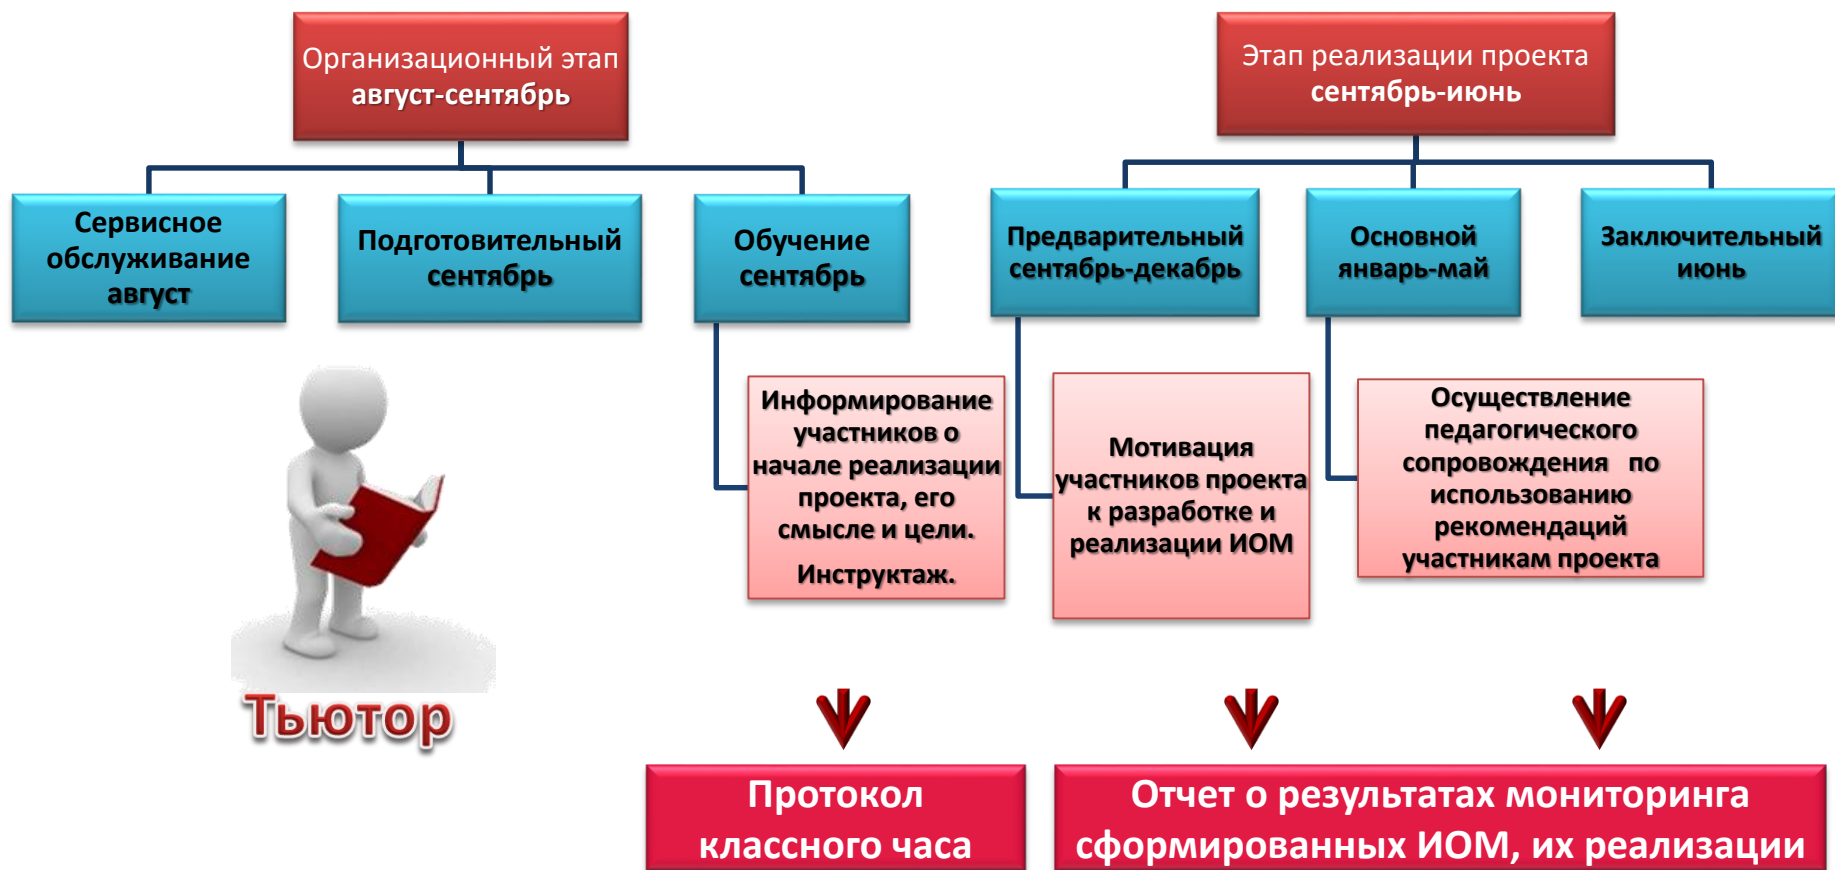 Организационный этап
август-сентябрь
Этап реализации проекта
сентябрь-июнь
Сервисное
обслуживание
август
Подготовительный
сентябрь
Обучение
сентябрь
Предварительный
сентябрь-декабрь
Основной
январь-май
Заключительный
июнь
Информирование
участников о
начале реализации
проекта, его
смысле и цели.
Инструктаж.
Мотивация
участников проекта
к разработке и
реализации ИОМ
Осуществление
педагогического
сопровождения по
использованию
рекомендаций
участникам проекта
Тьютор
Протокол
классного часа
Отчет о результатах мониторинга
сформированных ИОМ, их реализации